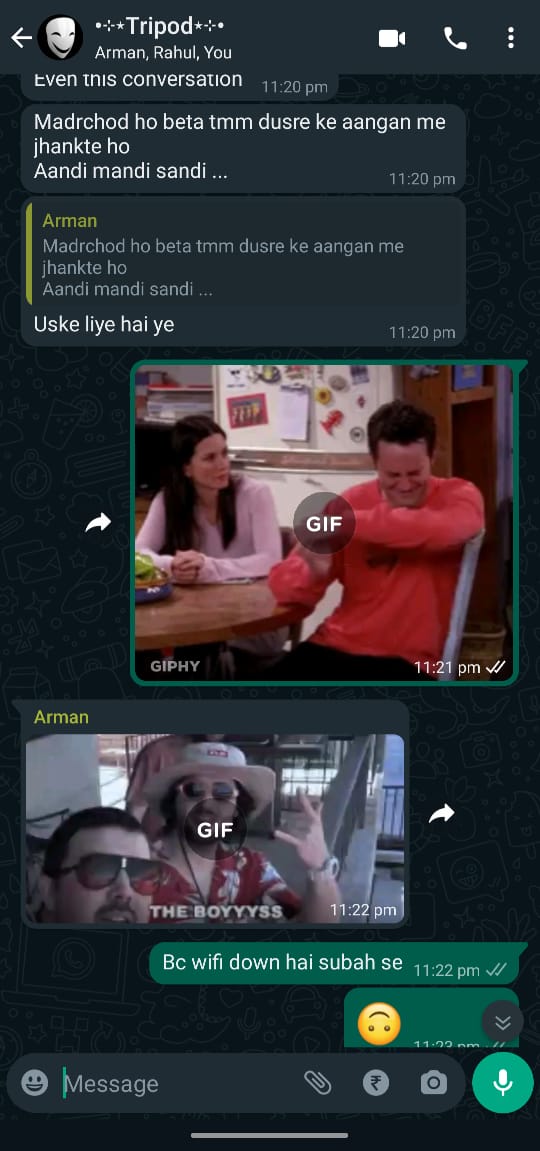 •⊹٭Tripod٭⊹•
Arman, Rahul, You
Even this conversation
11:20 pm
Madrchod ho beta tmm dusre ke aangan me
jhankte ho
Aandi mandi sandi ...
11:20 pm
Arman
Madrchod ho beta tmm dusre ke aangan me
jhankte ho
Aandi mandi sandi ...
Uske liye hai ye
11:20 pm
GIF
GIPHY
11:21 pm
Arman
GIF
THE BOYYYSS
11:22 pm
Bc wifi down hai subah se
11:22 pm
🙃
11:23 pm
Message